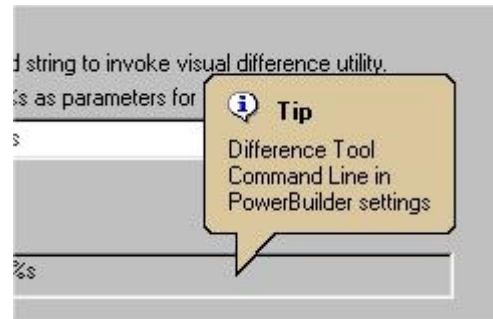 d string to invoke visual difference utility.
%s as parameters for
s
Tip
Difference Tool
Command Line in
PowerBuilder settings
%s